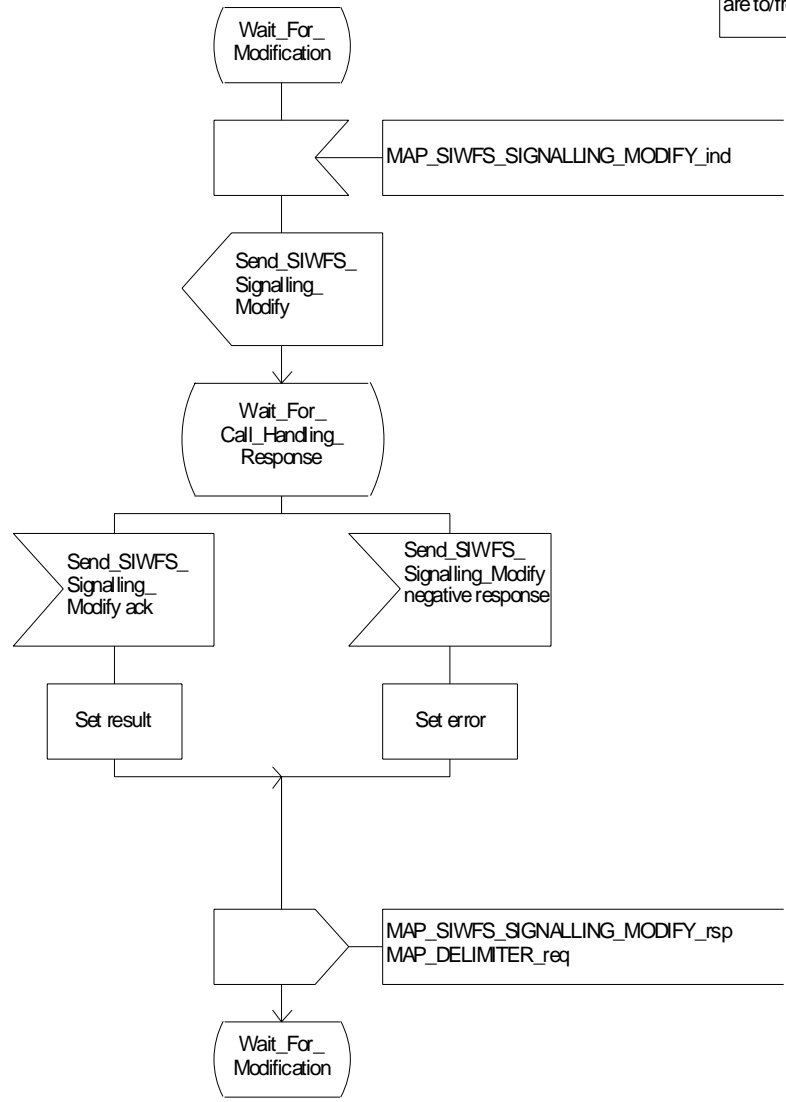 are to/fr
Wait_For_
Modification
MAP_SIWFS_SIGNALLING_MODIFY_ind
Send_SIWFS_
Signalling_
Modify
Wait_For_
Call_Handling_
Response
Send_SIWFS_
Signalling_
Modify ack
Send_SIWFS_
Signalling_Modify
negative response
Set result
Set error
MAP_SIWFS_SIGNALLING_MODIFY_rsp
MAP_DELIMITER_req
Wait_For_
Modification